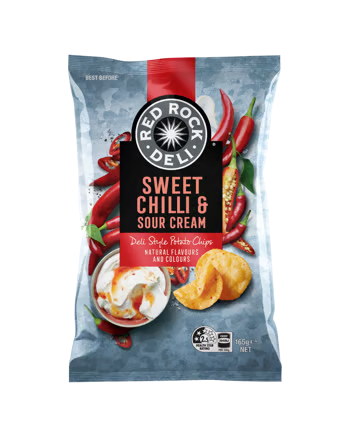 BEST BEFORE
RED ROCK
DELI
SWEET
CHILLI &
SOUR CREAM
Deli Style Potato Chips
NATURAL FLAVOURS
AND COLOURS
165g
NET